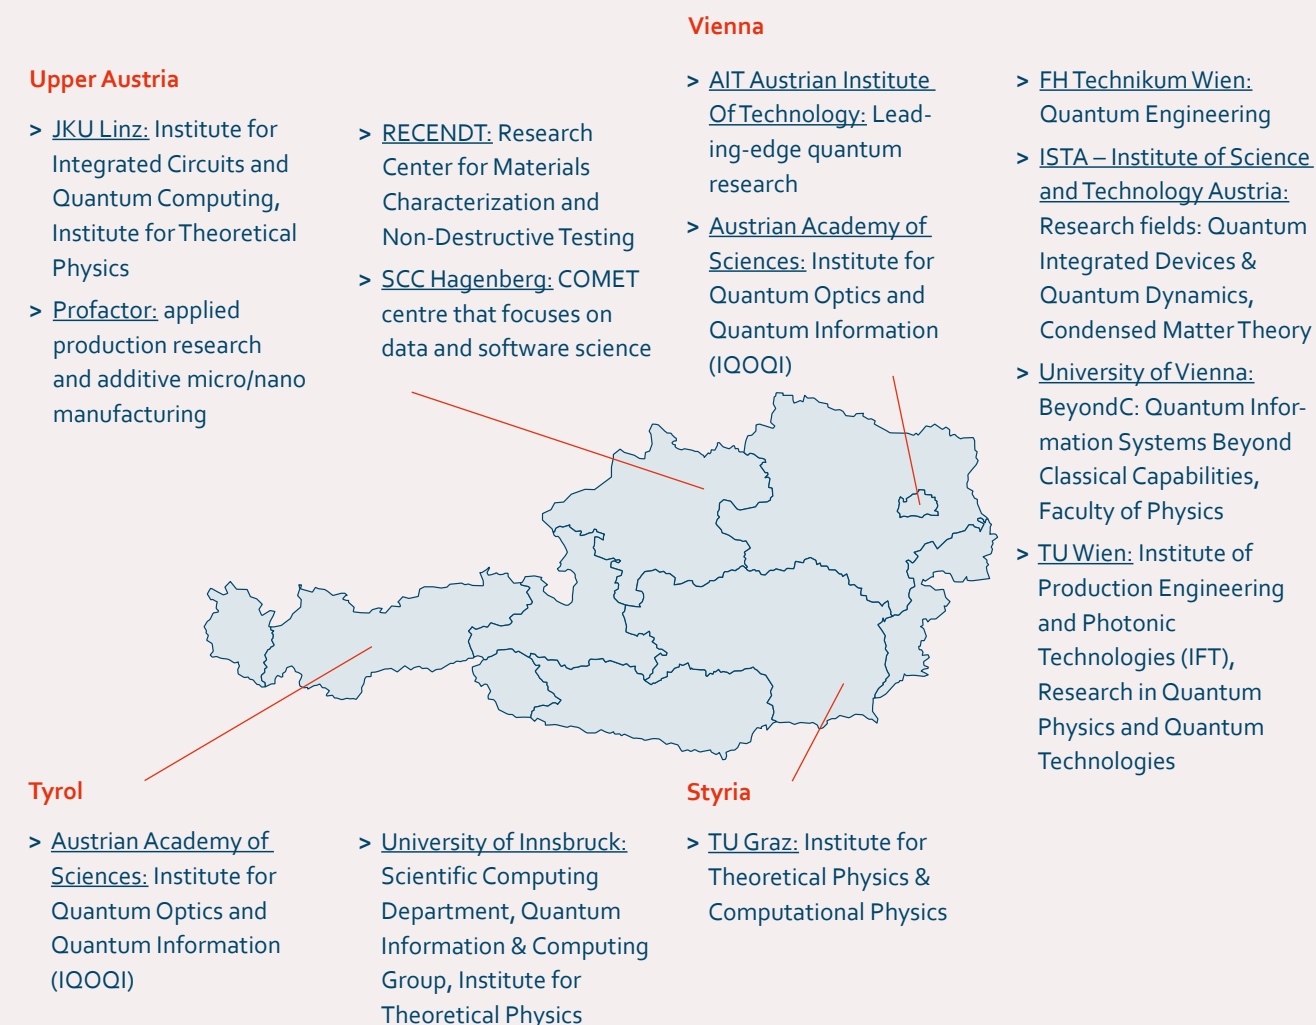 Upper Austria
> JKU Linz: Institute for
Integrated Circuits and
Quantum Computing,
Institute for Theoretical
Physics
> Profactor: applied
production research
and additive micro/nano
manufacturing
> RECENDT: Research
Center for Materials
Characterization and
Non-Destructive Testing
> SCC Hagenberg: COMET
centre that focuses on
data and software science
Vienna
> AIT Austrian Institute
Of Technology: Lead-
ing-edge quantum
research
> Austrian Academy of
Sciences: Institute for
Quantum Optics and
Quantum Information
(IQOQI)
> FH Technikum Wien:
Quantum Engineering
> ISTA – Institute of Science
and Technology Austria:
Research fields: Quantum
Integrated Devices &
Quantum Dynamics,
Condensed Matter Theory
> University of Vienna:
BeyondC: Quantum Infor-
mation Systems Beyond
Classical Capabilities,
Faculty of Physics
> TU Wien: Institute of
Production Engineering
and Photonic
Technologies (IFT),
Research in Quantum
Physics and Quantum
Technologies
Tyrol
> Austrian Academy of
Sciences: Institute for
Quantum Optics and
Quantum Information
(IQOQI)
> University of Innsbruck:
Scientific Computing
Department, Quantum
Information & Computing
Group, Institute for
Theoretical Physics
Styria
> TU Graz: Institute for
Theoretical Physics &
Computational Physics